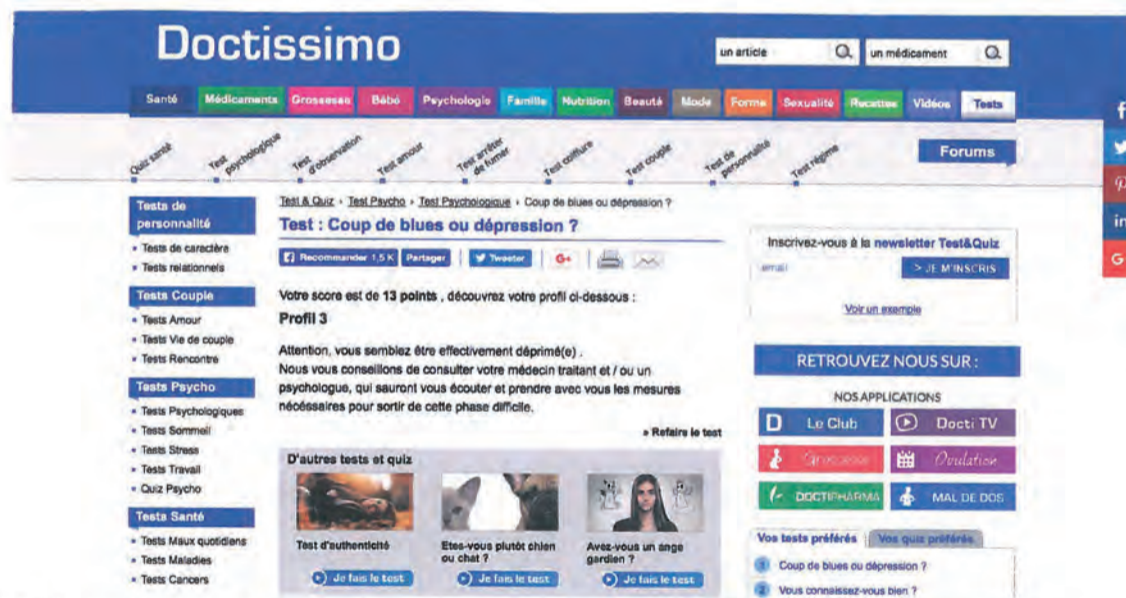 Doctissimo
un article
un médicament
Santé
Médicaments
Grossesse
Bébé
Psychologie
Famille
Nutrition
Beauté
Mode
Forme
Sexualité
Recettes
Vidéos
Tests
Quiz santé
Test psychologique
Test d'observation
Test amour
Test arrêter de fumer
Test coiffure
Test couple
Test de personnalité
Test régime
Forums
Tests de
personnalité
Tests de caractère
Tests relationnels
Tests Couple
Tests Amour
Tests Vie de couple
Tests Rencontre
Tests Psycho
Tests Psychologiques
Tests Sommeil
Tests Stress
Tests Travail
Quiz Psycho
Tests Santé
Tests Maux quotidiens
Tests Maladies
Tests Cancers
Test & Quiz › Test Psycho › Test Psychologique › Coup de blues ou dépression ?
Test : Coup de blues ou dépression ?
Recommander 1,5 K Partager Tweeter G+
Votre score est de 13 points , découvrez votre profil ci-dessous :
Profil 3
Attention, vous semblez être effectivement déprimé(e) .
Nous vous conseillons de consulter votre médecin traitant et / ou un
psychologue, qui sauront vous écouter et prendre avec vous les mesures
nécéssaires pour sortir de cette phase difficile.
» Refaire le test
D'autres tests et quiz
Test d'authenticité
Je fais le test
Etes-vous plutôt chien
ou chat ?
Je fais le test
Avez-vous un ange
gardien ?
Je fais le test
Inscrivez-vous à la newsletter Test&Quiz
email
> JE M'INSCRIS
Voir un exemple
RETROUVEZ NOUS SUR :
NOS APPLICATIONS
Le Club
Docti TV
Grossesse
Ovulation
DOCTIPHARMA
MAL DE DOS
Vos tests préférés
Vos quiz préférés
1 Coup de blues ou dépression ?
2 Vous connaissez-vous bien ?
f
in
G